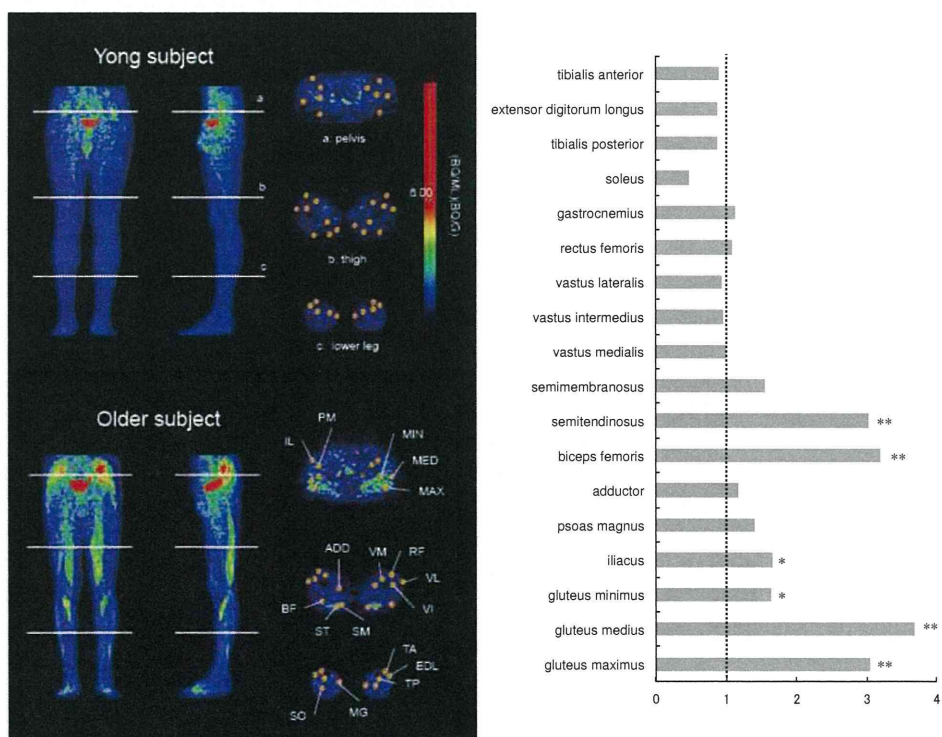 Yong subject
a
a. pelvis
b
6.00
(BQ/ML)(BQ/G)
b. thigh
c
c. lower leg
Older subject
PM
IL
MIN
MED
MAX
ADD
VM
RF
VL
BF
VI
ST
SM
TA
EDL
TP
SO
MG
tibialis anterior
extensor digitorum longus
tibialis posterior
soleus
gastrocnemius
rectus femoris
vastus lateralis
vastus intermedius
vastus medialis
semimembranosus
semitendinosus **
biceps femoris **
adductor
psoas magnus
iliacus *
gluteus minimus *
gluteus medius **
gluteus maximus **
0 1 2 3 4